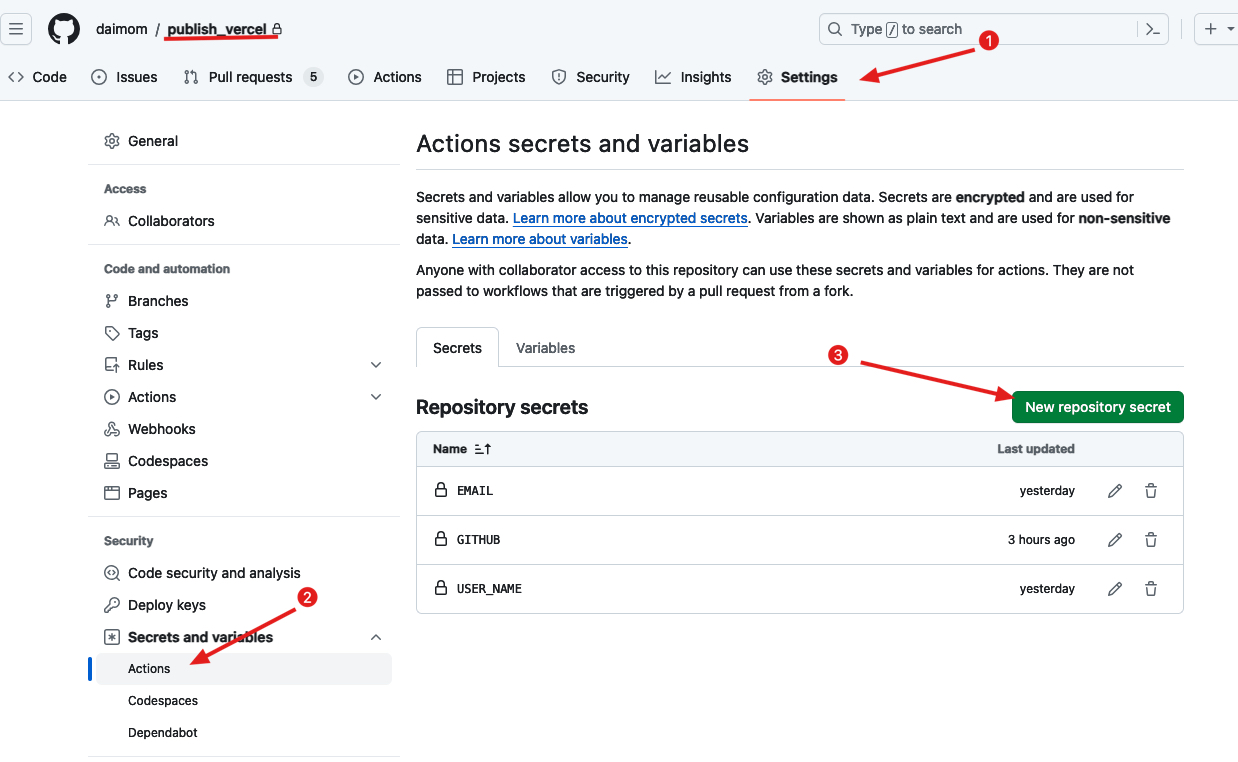 daimom / publish_vercel
Type / to search
1
Code
Issues
Pull requests 5
Actions
Projects
Security
Insights
Settings
General
Access
Collaborators
Code and automation
Branches
Tags
Rules
Actions
Webhooks
Codespaces
Pages
Security
Code security and analysis
Deploy keys
2
Secrets and variables
Actions
Codespaces
Dependabot
Actions secrets and variables
Secrets and variables allow you to manage reusable configuration data. Secrets are encrypted and are used for
sensitive data. Learn more about encrypted secrets. Variables are shown as plain text and are used for non-sensitive
data. Learn more about variables.
Anyone with collaborator access to this repository can use these secrets and variables for actions. They are not
passed to workflows that are triggered by a pull request from a fork.
Secrets
Variables
3
Repository secrets
New repository secret
Name
Last updated
EMAIL
yesterday
GITHUB
3 hours ago
USER_NAME
yesterday